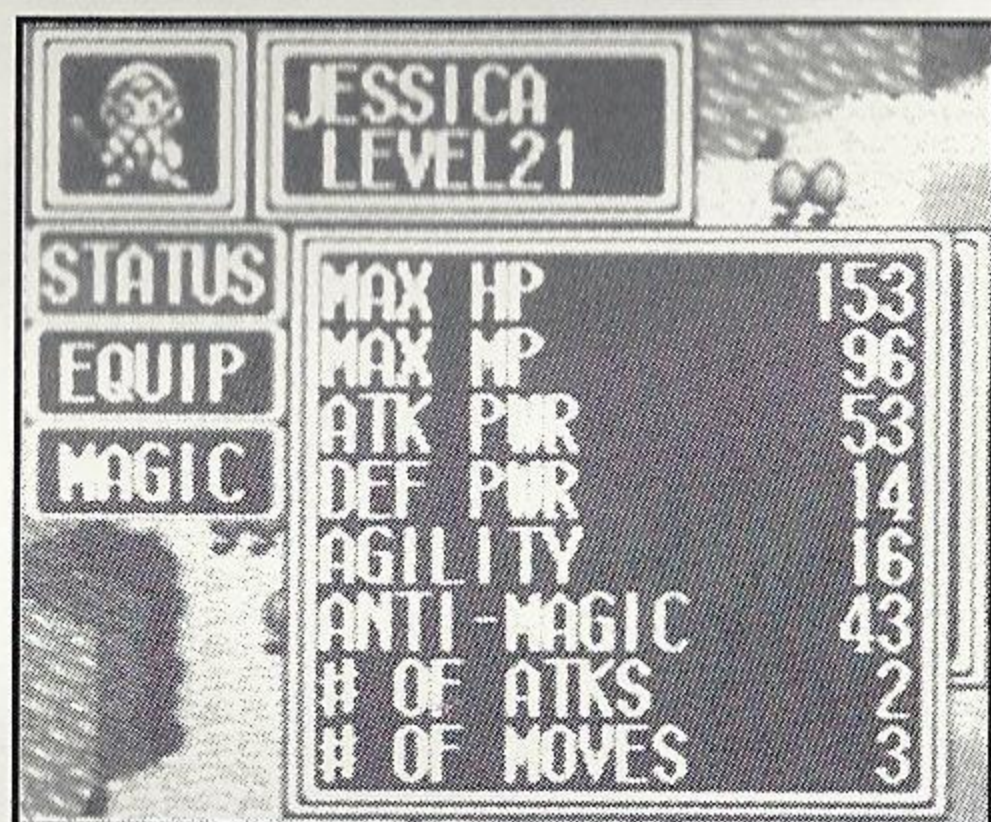 JESSICA
LEVEL21
STATUS
EQUIP
MAGIC
MAX HP 153
MAX MP 96
ATK PWR 53
DEF PWR 14
AGILITY 16
ANTI-MAGIC 43
# OF ATKS 2
# OF MOVES 3